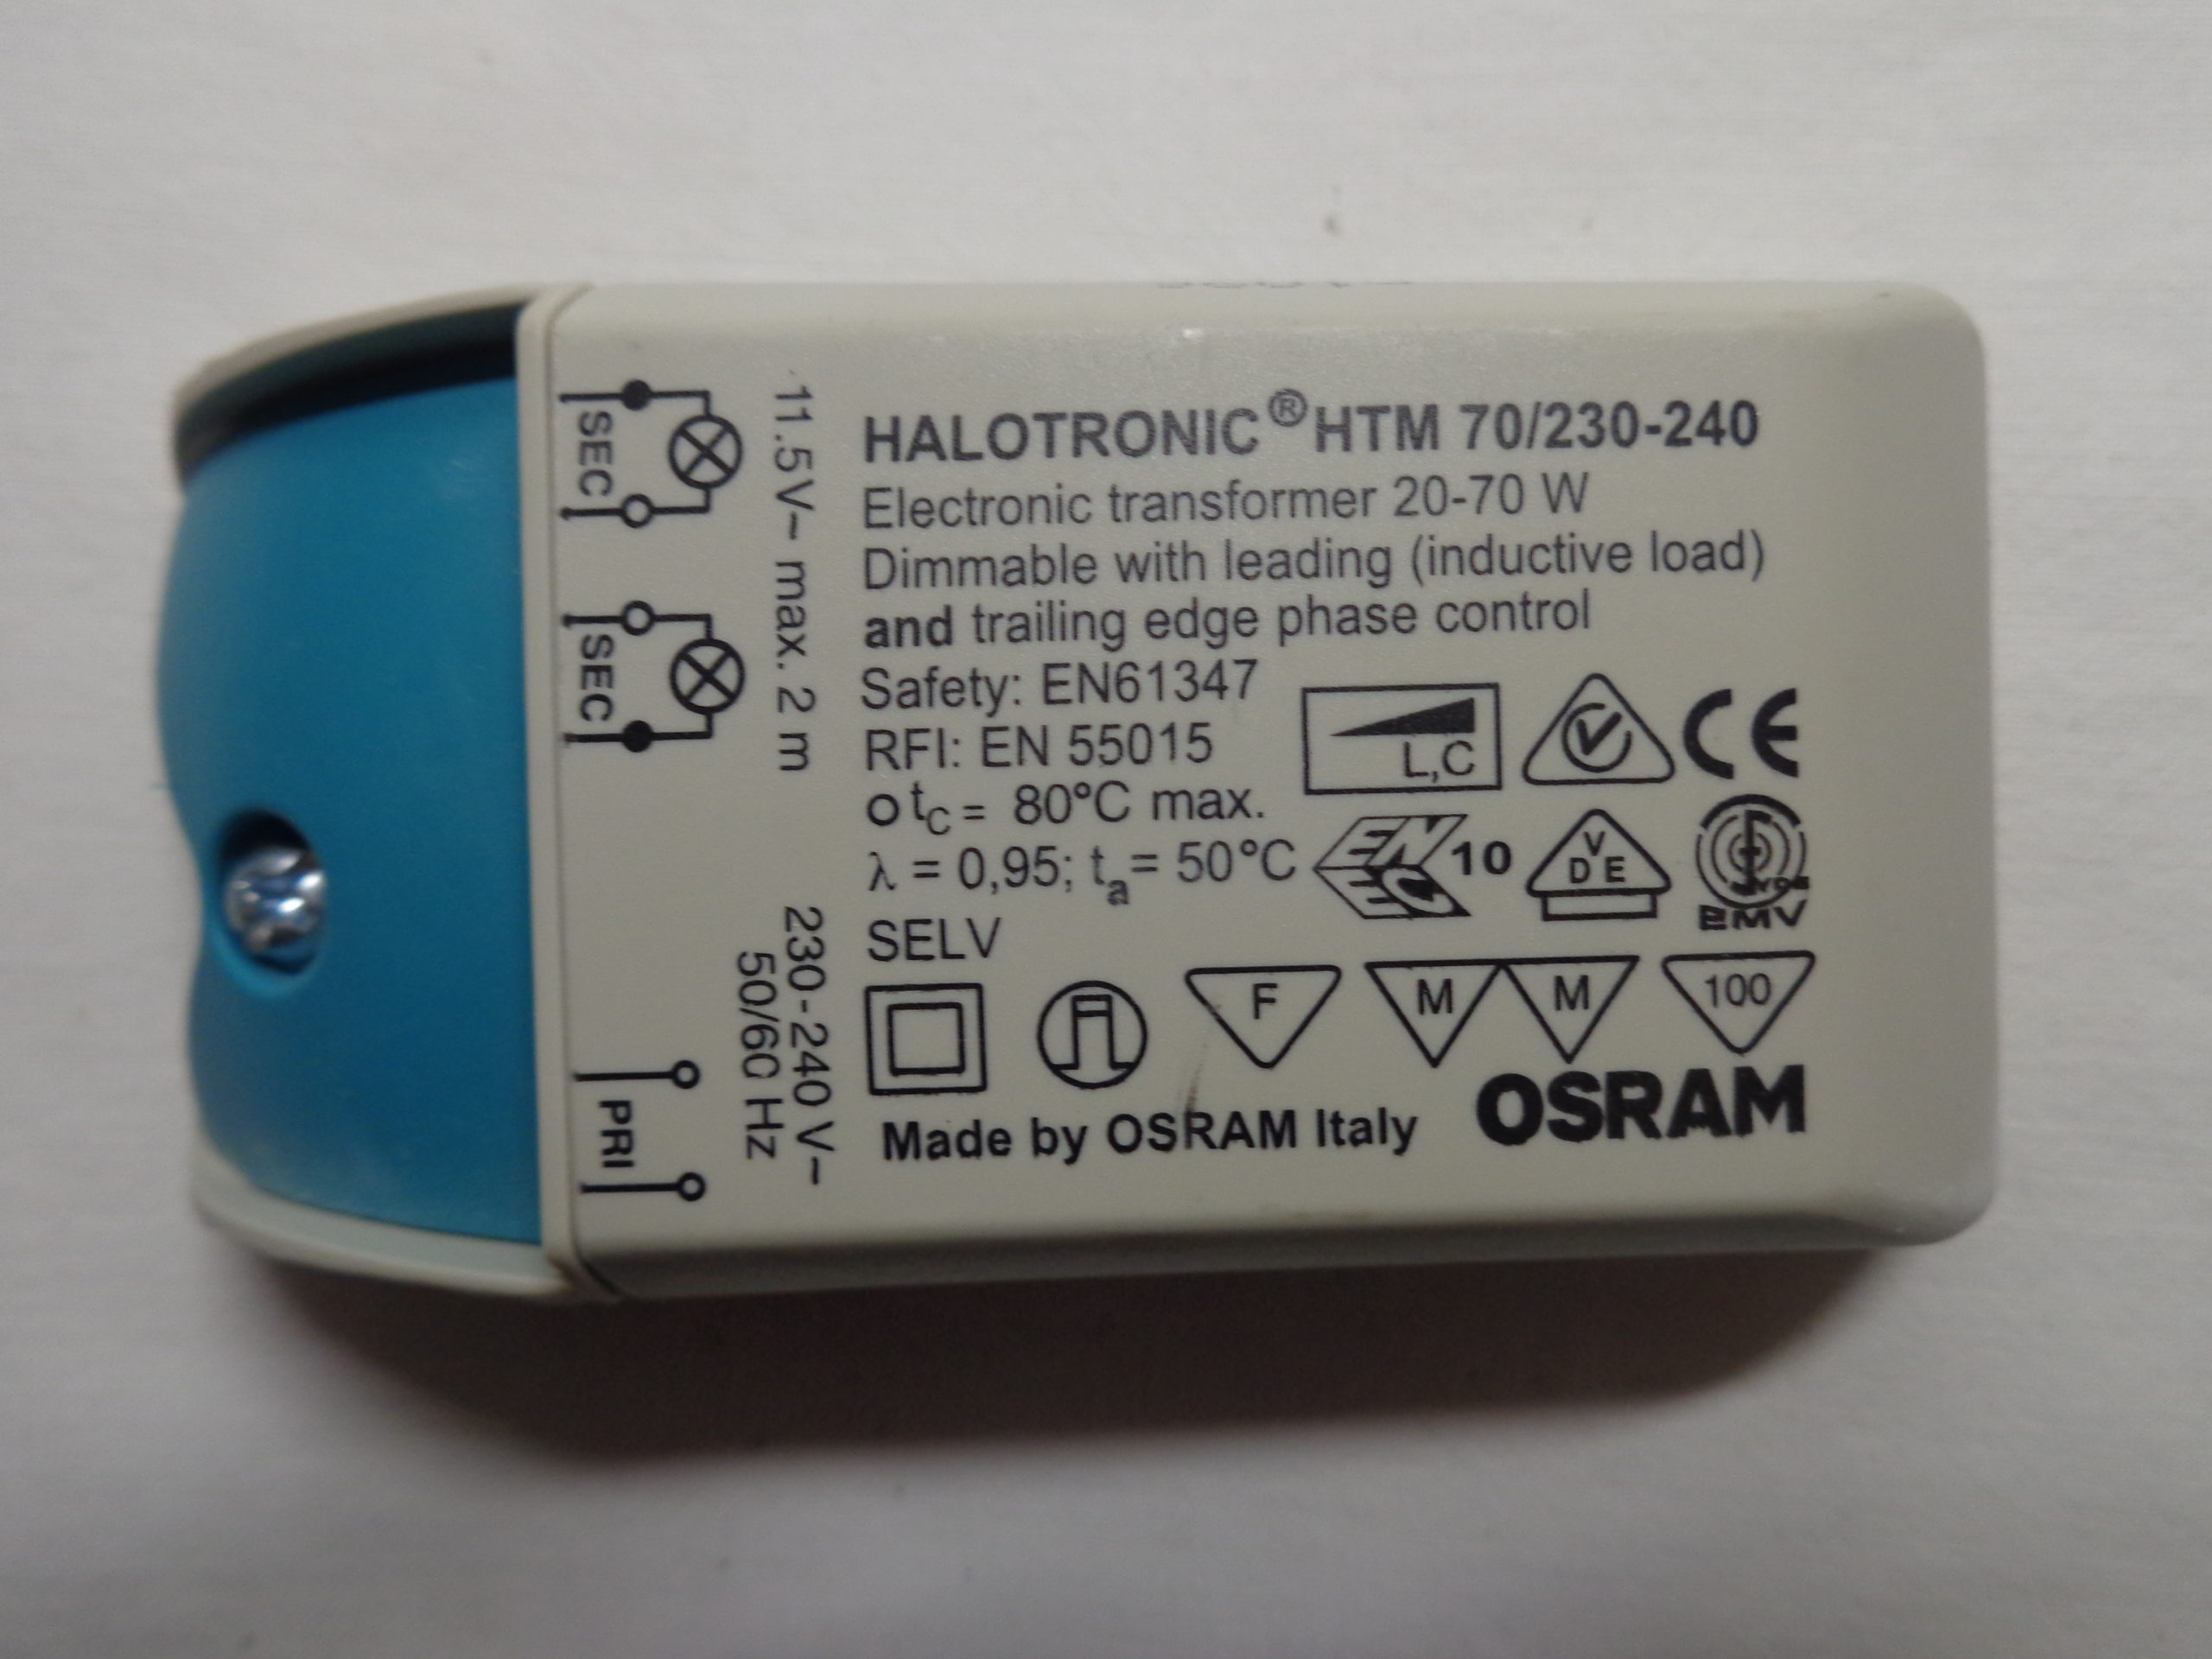 HALOTRONIC® HTM 70/230-240
Electronic transformer 20-70 W
Dimmable with leading (inductive load)
and trailing edge phase control
Safety: EN61347
RFI: EN 55015
tc = 80°C max.
λ = 0,95; ta = 50°C
SELV
L,C
CE
ENEC 10
VDE
EMV
F
M M
100
Made by OSRAM Italy
OSRAM
11.5V~ max. 2 m
SEC
SEC
230-240 V~
50/60 Hz
PRI